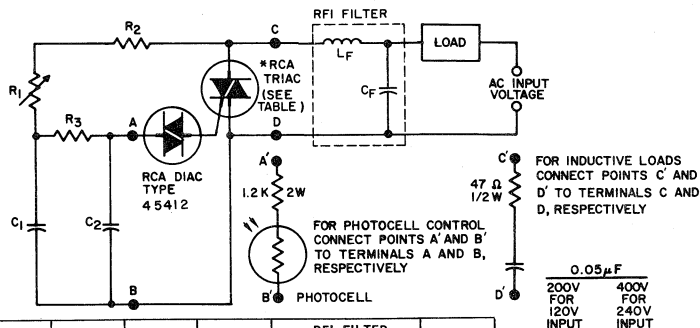 RFI FILTER
R2
C
LF
LOAD
*RCA
TRIAC
(SEE
TABLE)
CF
AC INPUT
VOLTAGE
R1
R3
A
D
RCA DIAC
TYPE
45412
A'
1.2K 2W
C1
C2
FOR PHOTOCELL CONTROL
CONNECT POINTS A' AND B'
TO TERMINALS A AND B,
RESPECTIVELY
B
B' PHOTOCELL
C'
47 Ω
1/2W
FOR INDUCTIVE LOADS
CONNECT POINTS C' AND
D' TO TERMINALS C AND
D, RESPECTIVELY
D'
0.05μF
200V 400V
FOR FOR
120V 240V
INPUT INPUT
RFI FILTER